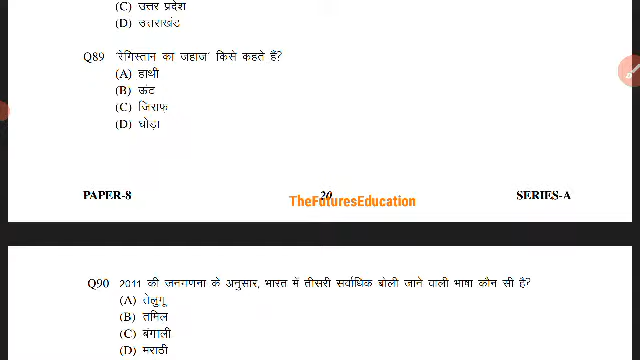 (C) उत्तर प्रदेश
(D) उत्तराखंड
Q89 'रेगिस्तान का जहाज' किसे कहते हैं?
(A) हाथी
(B) ऊंट
(C) जिराफ़
(D) घोड़ा
PAPER-8 20 SERIES-A
TheFuturesEducation
Q90 2011 की जनगणना के अनुसार, भारत में तीसरी सर्वाधिक बोली जाने वाली भाषा कौन सी है?
(A) तेलुगू
(B) तमिल
(C) बंगाली
(D) मराठी